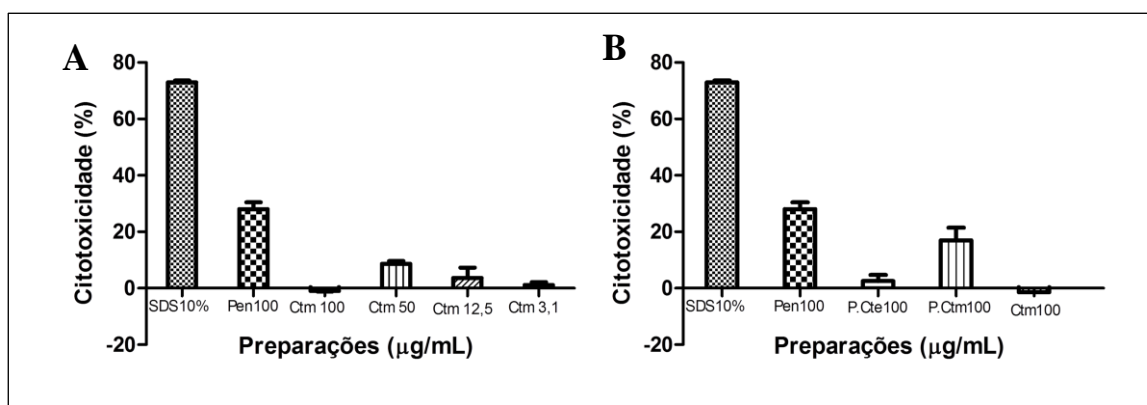 A
80
60
40
20
0
-20
Citotoxicidade (%)
SDS10% Pen100 Ctm 100 Ctm 50 Ctm 12,5 Ctm 3,1
Preparações (μg/mL)
B
80
60
40
20
0
-20
Citotoxicidade (%)
SDS10% Pen100 P.Cte100 P.Ctm100 Ctm100
Preparações (μg/mL)